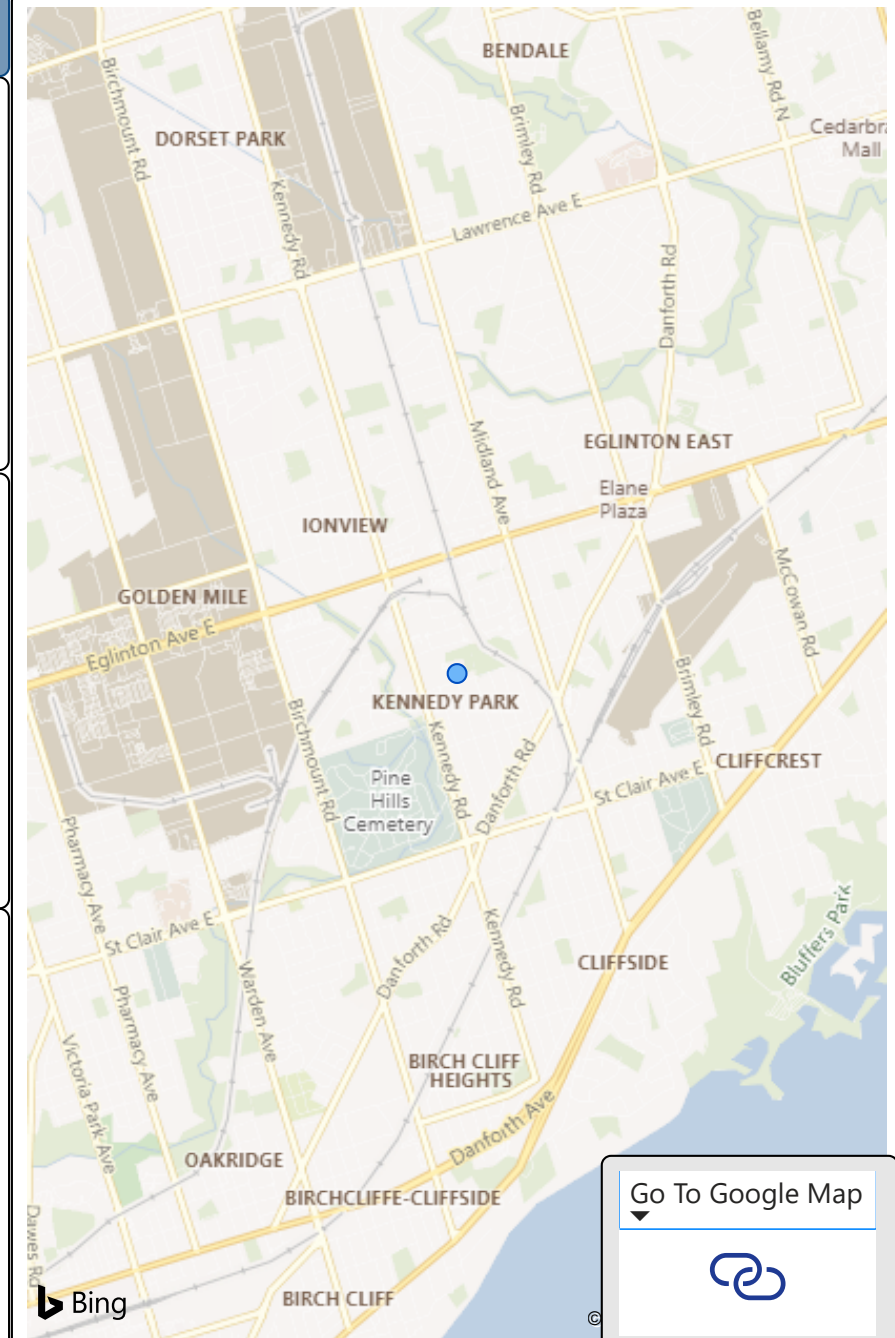 BENDALE
Bellamy Rd N
Birchmount Rd
Brimley Rd
Cedarbra
Mall
DORSET PARK
Kennedy Rd
Lawrence Ave E
Danforth Rd
Midland Ave
EGLINTON EAST
Elane
Plaza
IONVIEW
McCowan Rd
GOLDEN MILE
Eglinton Ave E
KENNEDY PARK
Brimley Rd
Birchmount Rd
Kennedy Rd
Danforth Rd
CLIFFCREST
Pine
Hills
Cemetery
St Clair Ave E
Pharmacy Ave
St Clair Ave E
Danforth Rd
Kennedy Rd
Bluffers Park
CLIFFSIDE
Warden Ave
Pharmacy Ave
Victoria Park Ave
BIRCH CLIFF
HEIGHTS
Danforth Ave
OAKRIDGE
BIRCHCLIFFE-CLIFFSIDE
Dawes Rd
Go To Google Map
Bing
BIRCH CLIFF
©